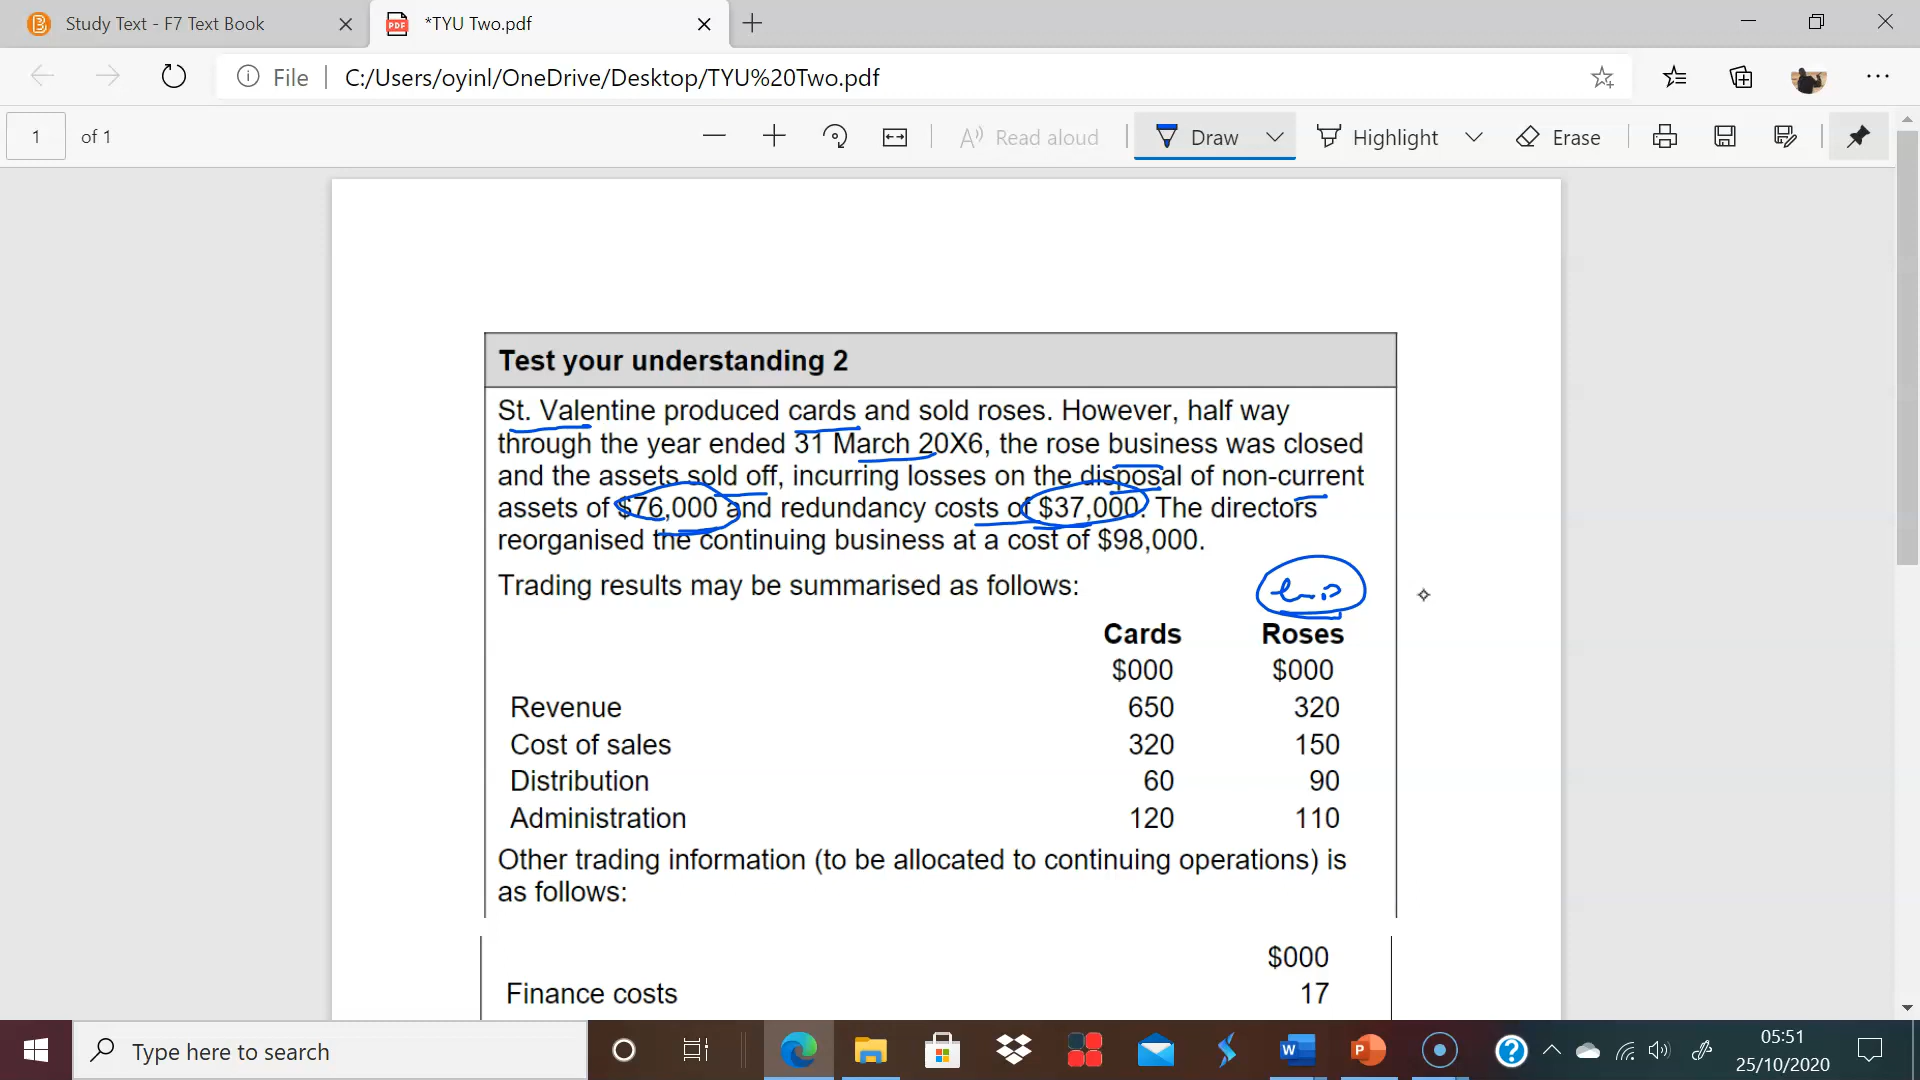 Study Text - F7 Text Book
*TYU Two.pdf
File
C:/Users/oyinl/OneDrive/Desktop/TYU%20Two.pdf
1 of 1
Read aloud
Draw
Highlight
Erase
Test your understanding 2
St. Valentine produced cards and sold roses. However, half way
through the year ended 31 March 20X6, the rose business was closed
and the assets sold off, incurring losses on the disposal of non-current
assets of $76,000 and redundancy costs of $37,000. The directors
reorganised the continuing business at a cost of $98,000.
Trading results may be summarised as follows:
Cards Roses
$000 $000
Revenue 650 320
Cost of sales 320 150
Distribution 60 90
Administration 120 110
Other trading information (to be allocated to continuing operations) is
as follows:
$000
Finance costs 17
Type here to search
05:51
25/10/2020